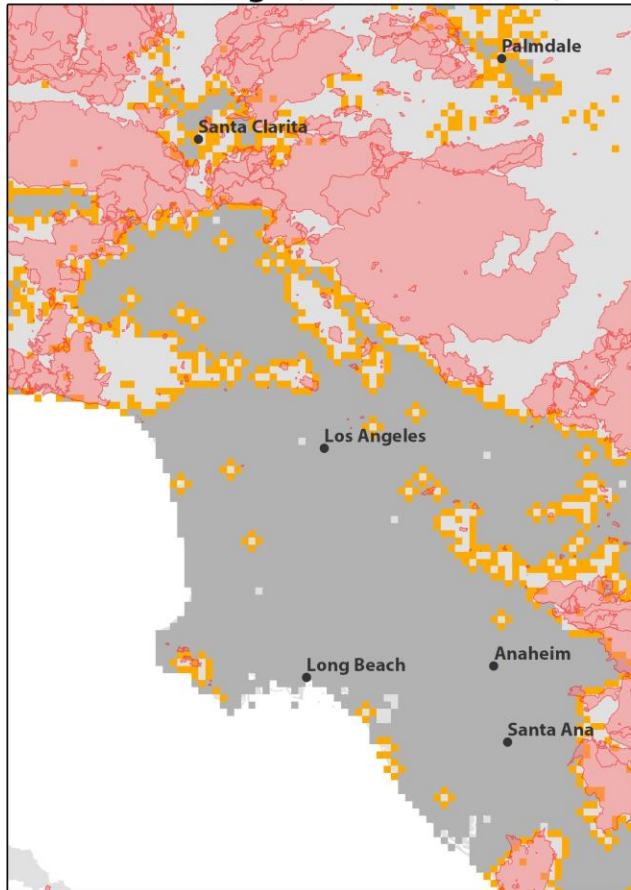 Palmdale
Santa Clarita
Los Angeles
Long Beach
Anaheim
Santa Ana